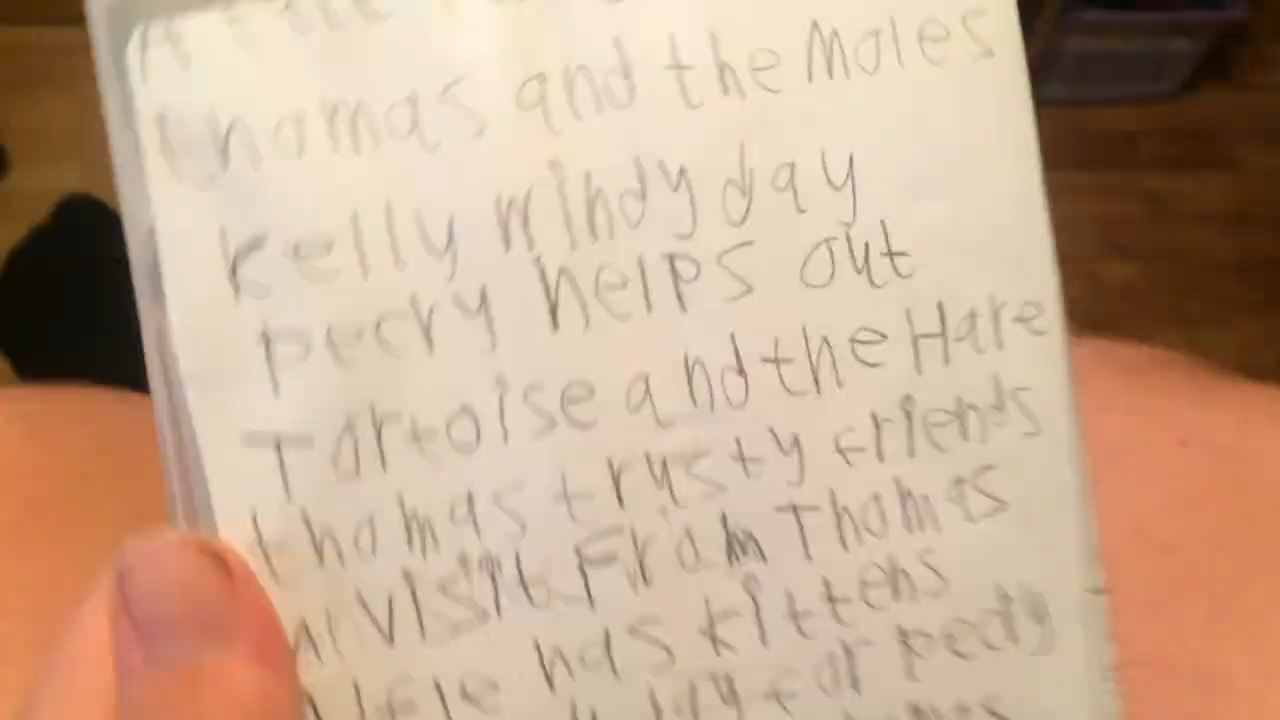 thomas and the Moles
kelly windy day
pecry helps out
Tortoise and the Hare
thomas trusty friends
visit From Thomas
has kittens